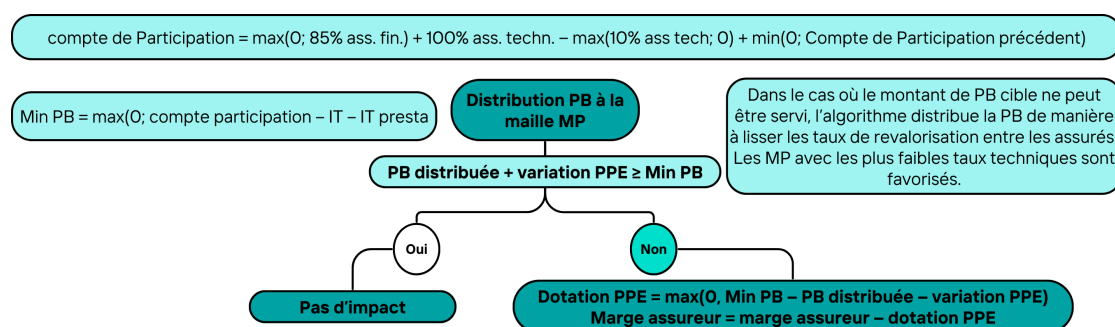 compte de Participation = max(0; 85% ass. fin.) + 100% ass. techn. – max(10% ass tech; 0) + min(0; Compte de Participation précédent)
Min PB = max(0; compte participation – IT – IT presta
Distribution PB à la
maille MP
Dans le cas où le montant de PB cible ne peut
être servi, l'algorithme distribue la PB de manière
à lisser les taux de revalorisation entre les assurés
Les MP avec les plus faibles taux techniques sont
favorisés.
PB distribuée + variation PPE ≥ Min PB
Oui
Non
Pas d'impact
Dotation PPE = max(0, Min PB – PB distribuée – variation PPE)
Marge assureur = marge assureur – dotation PPE